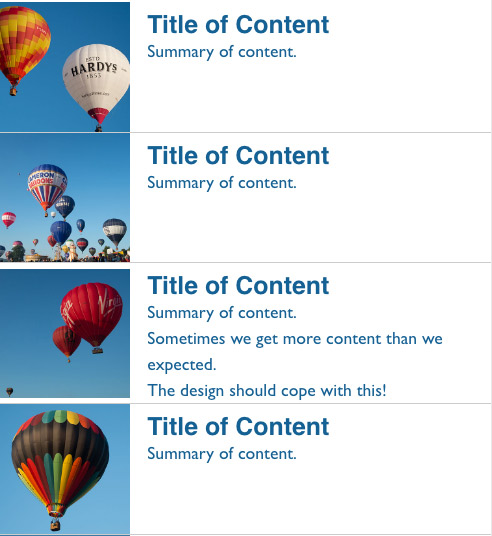 Title of Content
Summary of content.
ESTD
HARDYS
1853
Title of Content
Summary of content.
CAMERON
BALLOONS
Title of Content
Summary of content.
Sometimes we get more content than we
expected.
The design should cope with this!
Virgin
Title of Content
Summary of content.